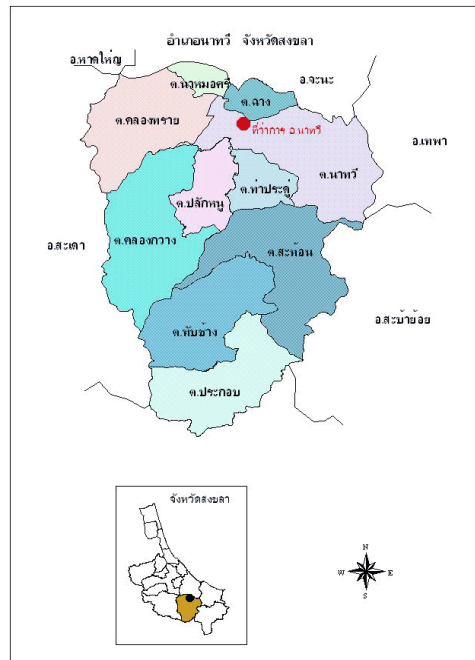 อำเภอนาทวี จังหวัดสงขลา
อ.หาดใหญ่
ต.นาหมอศรี
อ.จะนะ
ต.ฉาง
ต.คลองทราย
ที่ว่าการ อ.นาทวี
อ.เทพา
ต.นาทวี
ต.ท่าประดู่
ต.ปลักหนู
อ.สะเดา
ต.คลองกวาง
ต.สะท้อน
อ.สะบ้าย้อย
ต.ทับช้าง
ต.ประกอบ
จังหวัดสงขลา
N
W E
S